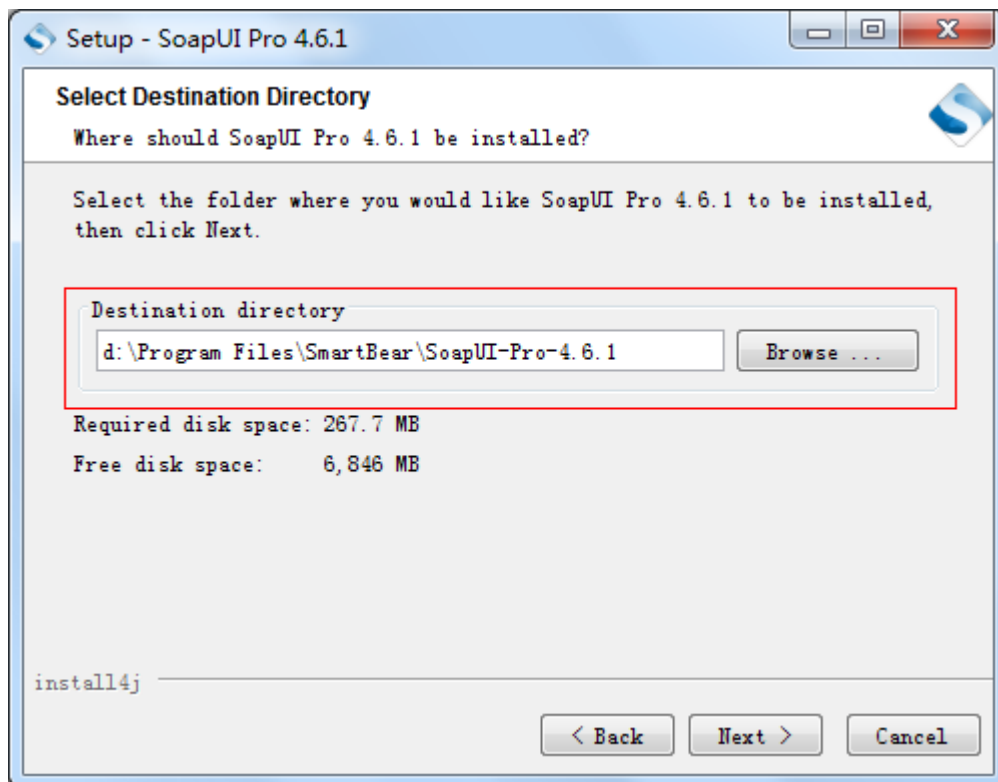 Setup - SoapUI Pro 4.6.1
Select Destination Directory
Where should SoapUI Pro 4.6.1 be installed?
Select the folder where you would like SoapUI Pro 4.6.1 to be installed,
then click Next.
Destination directory
d:\Program Files\SmartBear\SoapUI-Pro-4.6.1
Browse ...
Required disk space: 267.7 MB
Free disk space: 6,846 MB
install4j
< Back Next > Cancel